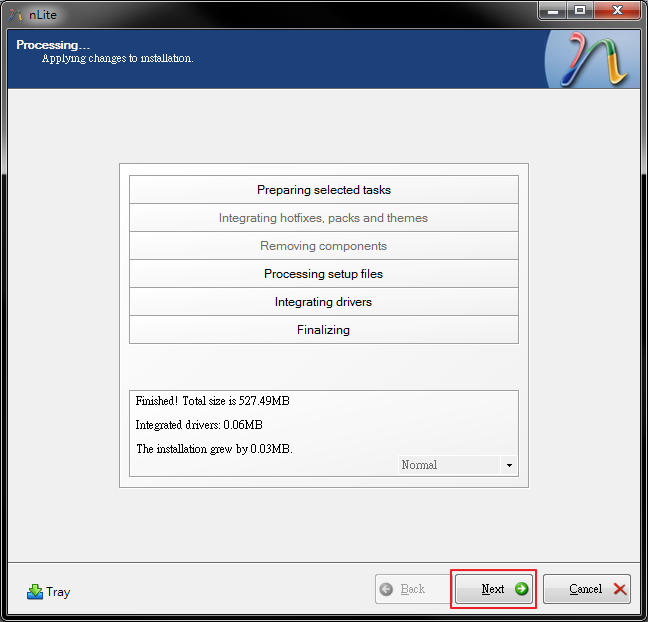 nLite
Processing...
Applying changes to installation.
Preparing selected tasks
Integrating hotfixes, packs and themes
Removing components
Processing setup files
Integrating drivers
Finalizing
Finished! Total size is 527.49MB
Integrated drivers: 0.06MB
The installation grew by 0.03MB.
Normal
Tray
Back
Next
Cancel